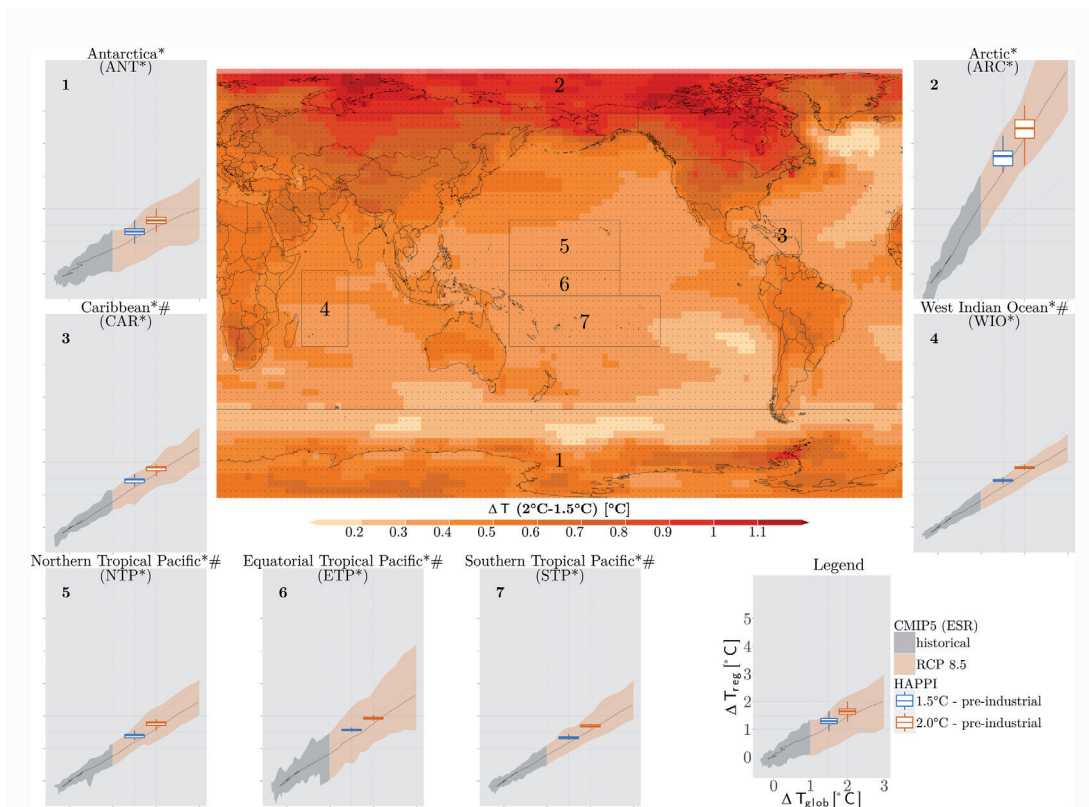 Antarctica*
(ANT*)
1
Arctic*
(ARC*)
2
2
5
3
6
4
7
1
Caribbean*#
(CAR*)
3
West Indian Ocean*#
(WIO*)
4
Δ T (2°C-1.5°C) [°C]
0.2 0.3 0.4 0.5 0.6 0.7 0.8 0.9 1 1.1
Northern Tropical Pacific*#
(NTP*)
5
Equatorial Tropical Pacific*#
(ETP*)
6
Southern Tropical Pacific*#
(STP*)
7
Legend
5
4
3
2
1
0
Δ T_reg [°C]
0 1 2 3
Δ T_glob [°C]
CMIP5 (ESR)
historical
RCP 8.5
HAPPI
1.5°C - pre-industrial
2.0°C - pre-industrial